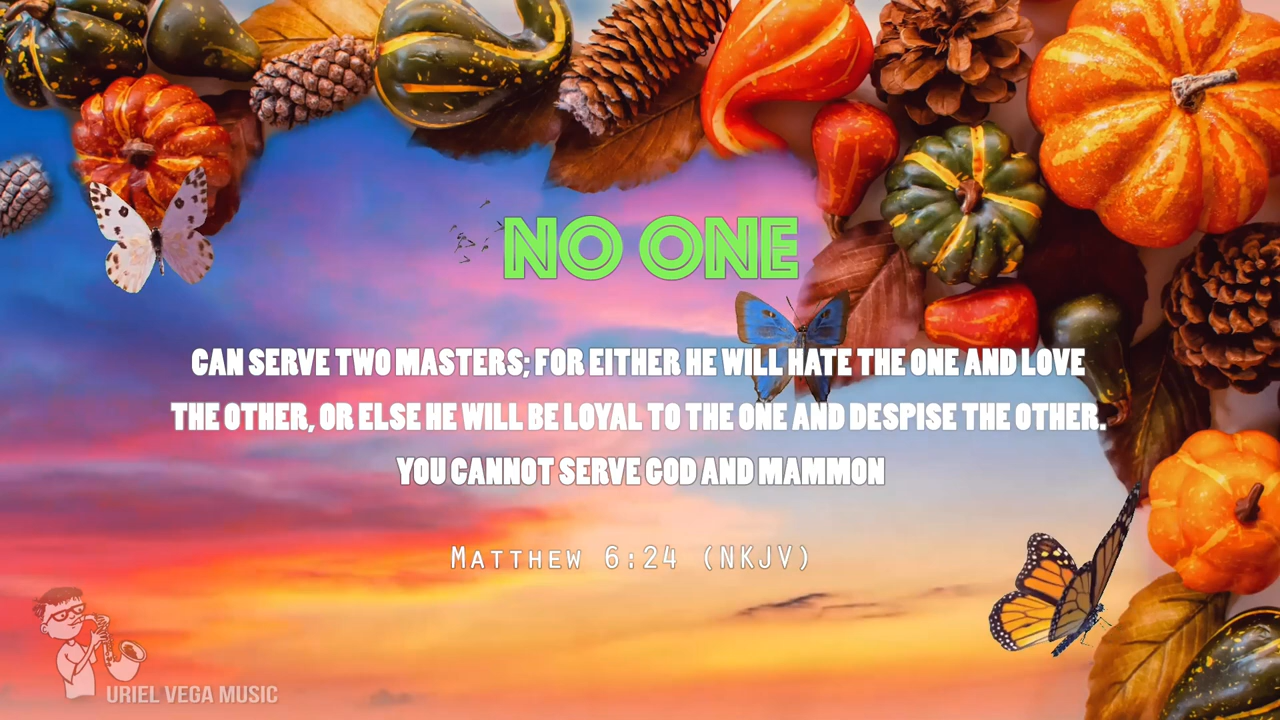 NO ONE
CAN SERVE TWO MASTERS; FOR EITHER HE WILL HATE THE ONE AND LOVE
THE OTHER, OR ELSE HE WILL BE LOYAL TO THE ONE AND DESPISE THE OTHER.
YOU CANNOT SERVE GOD AND MAMMON
Matthew 6:24 (NKJV)
URIEL VEGA MUSIC